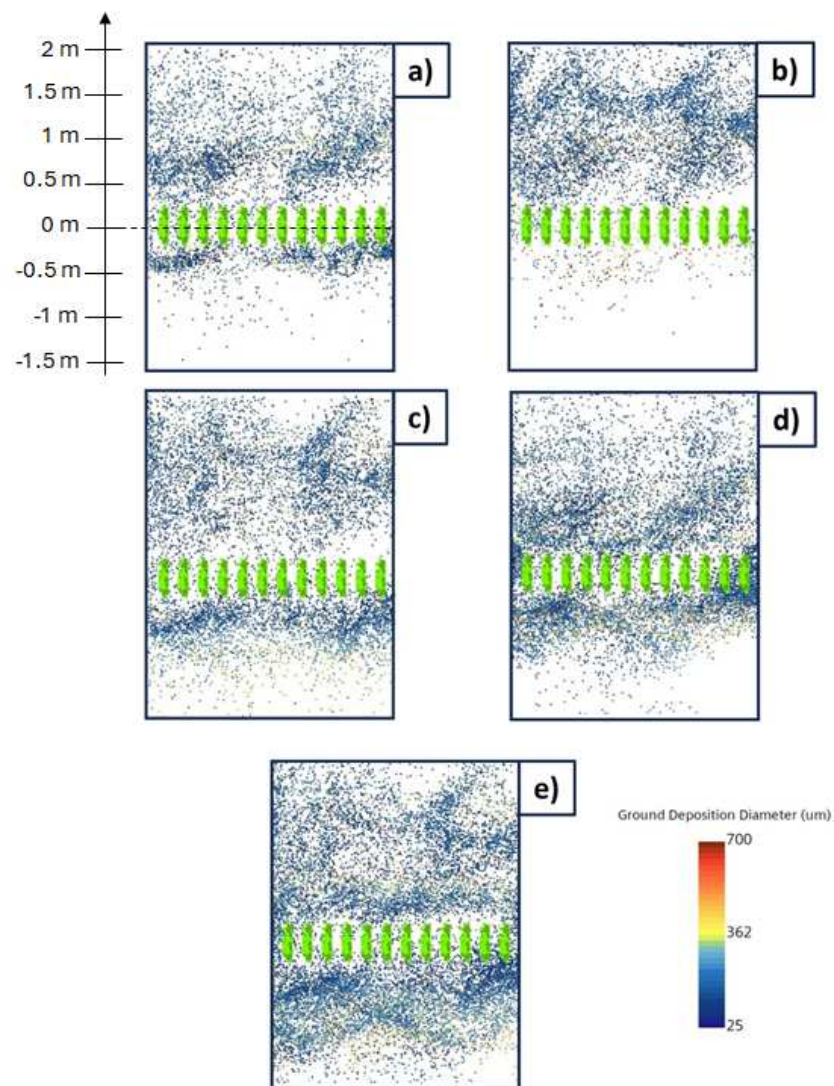 2 m
1.5 m
1 m
0.5 m
0 m
-0.5 m
-1 m
-1.5 m
a)
b)
c)
d)
e)
Ground Deposition Diameter (um)
700
362
25